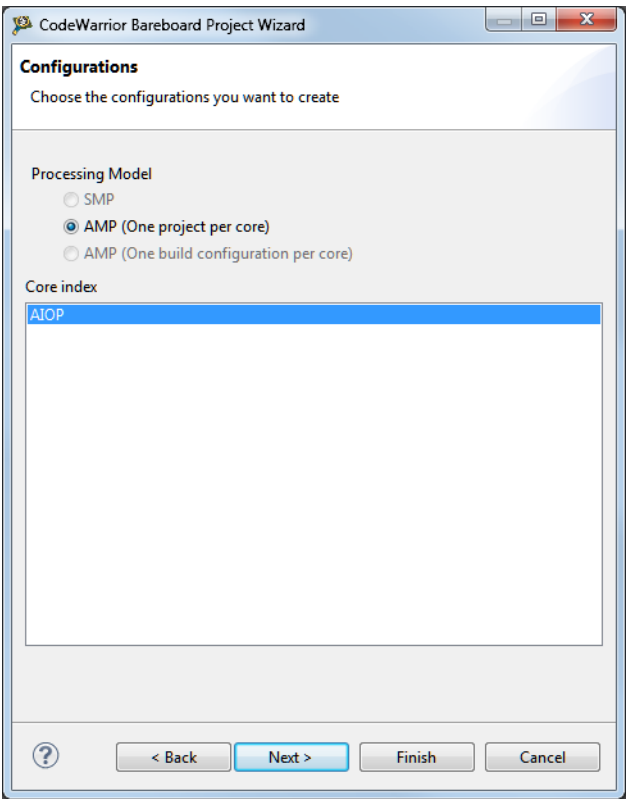 CodeWarrior Bareboard Project Wizard
Configurations
Choose the configurations you want to create
Processing Model
SMP
AMP (One project per core)
AMP (One build configuration per core)
Core index
AIOP
? < Back Next > Finish Cancel